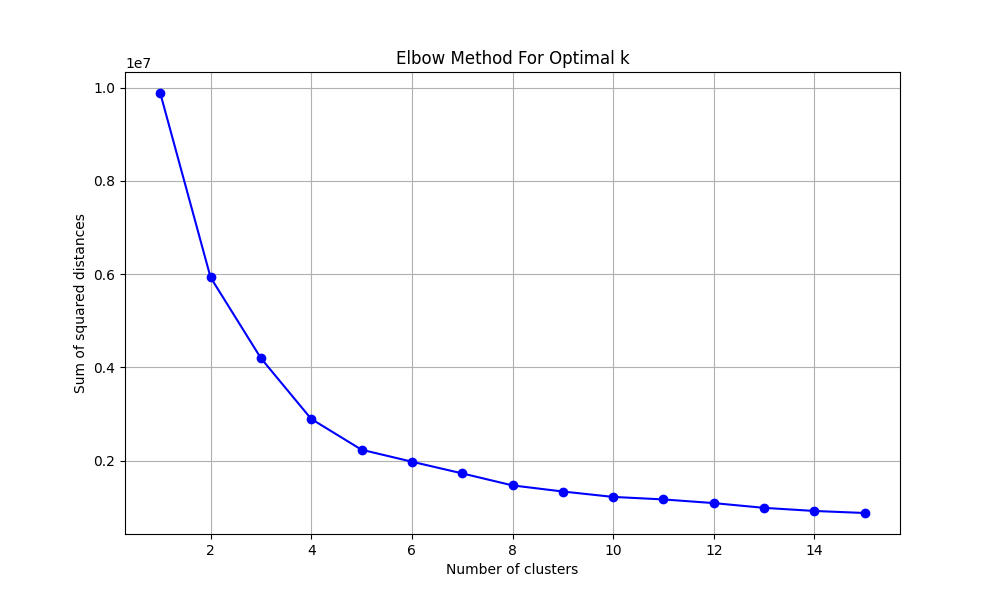 Elbow Method For Optimal k
1e7
1.0
0.8
0.6
0.4
0.2
Sum of squared distances
2 4 6 8 10 12 14
Number of clusters